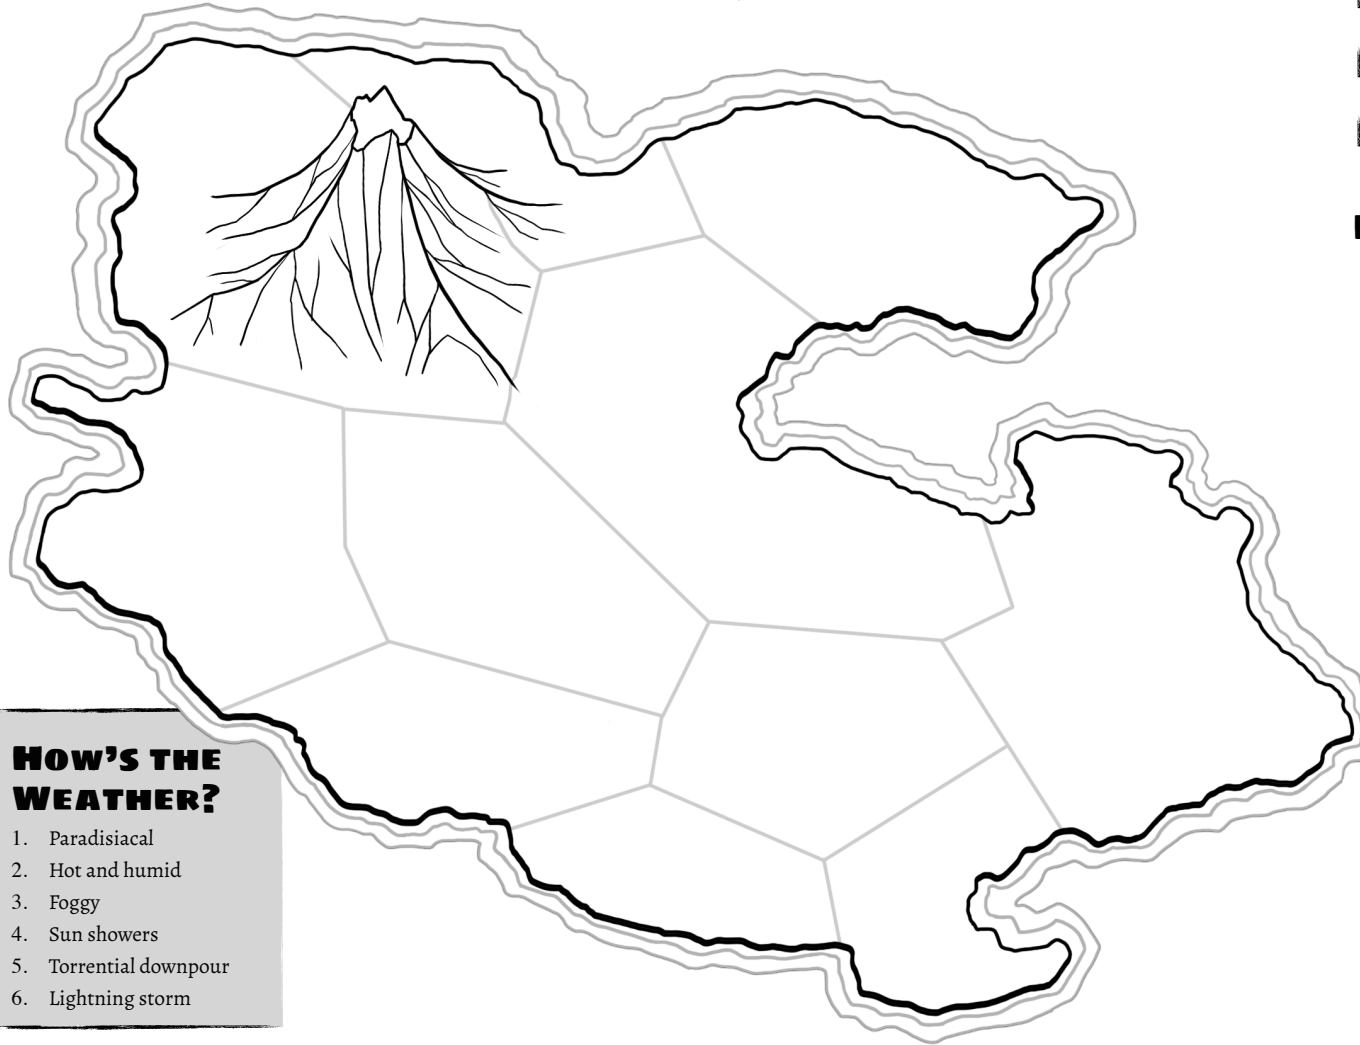 How's the
Weather?
1. Paradisiacal
2. Hot and humid
3. Foggy
4. Sun showers
5. Torrential downpour
6. Lightning storm